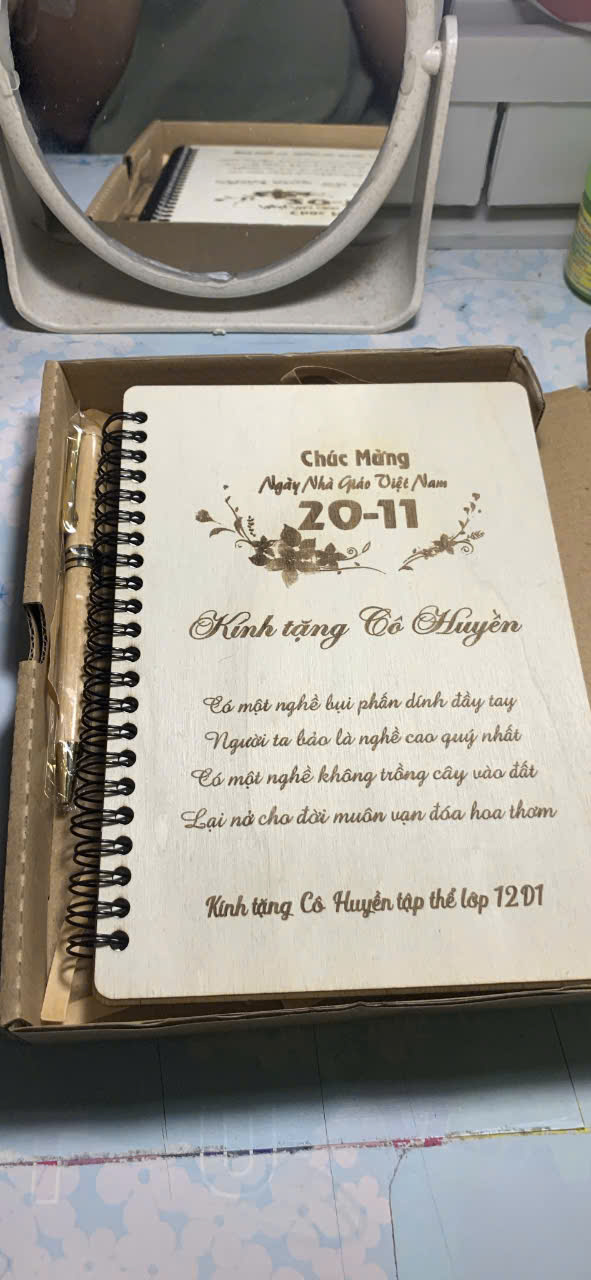 Chúc Mừng
Ngày Nhà Giáo Việt Nam
20-11
Kính tặng Cô Huyền
Có một nghề bụi phấn dính đầy tay
Người ta bảo là nghề cao quý nhất
Có một nghề không trồng cây vào đất
Lại nở cho đời muôn vạn đóa hoa thơm
Kính tặng Cô Huyền tập thể lớp 12D1